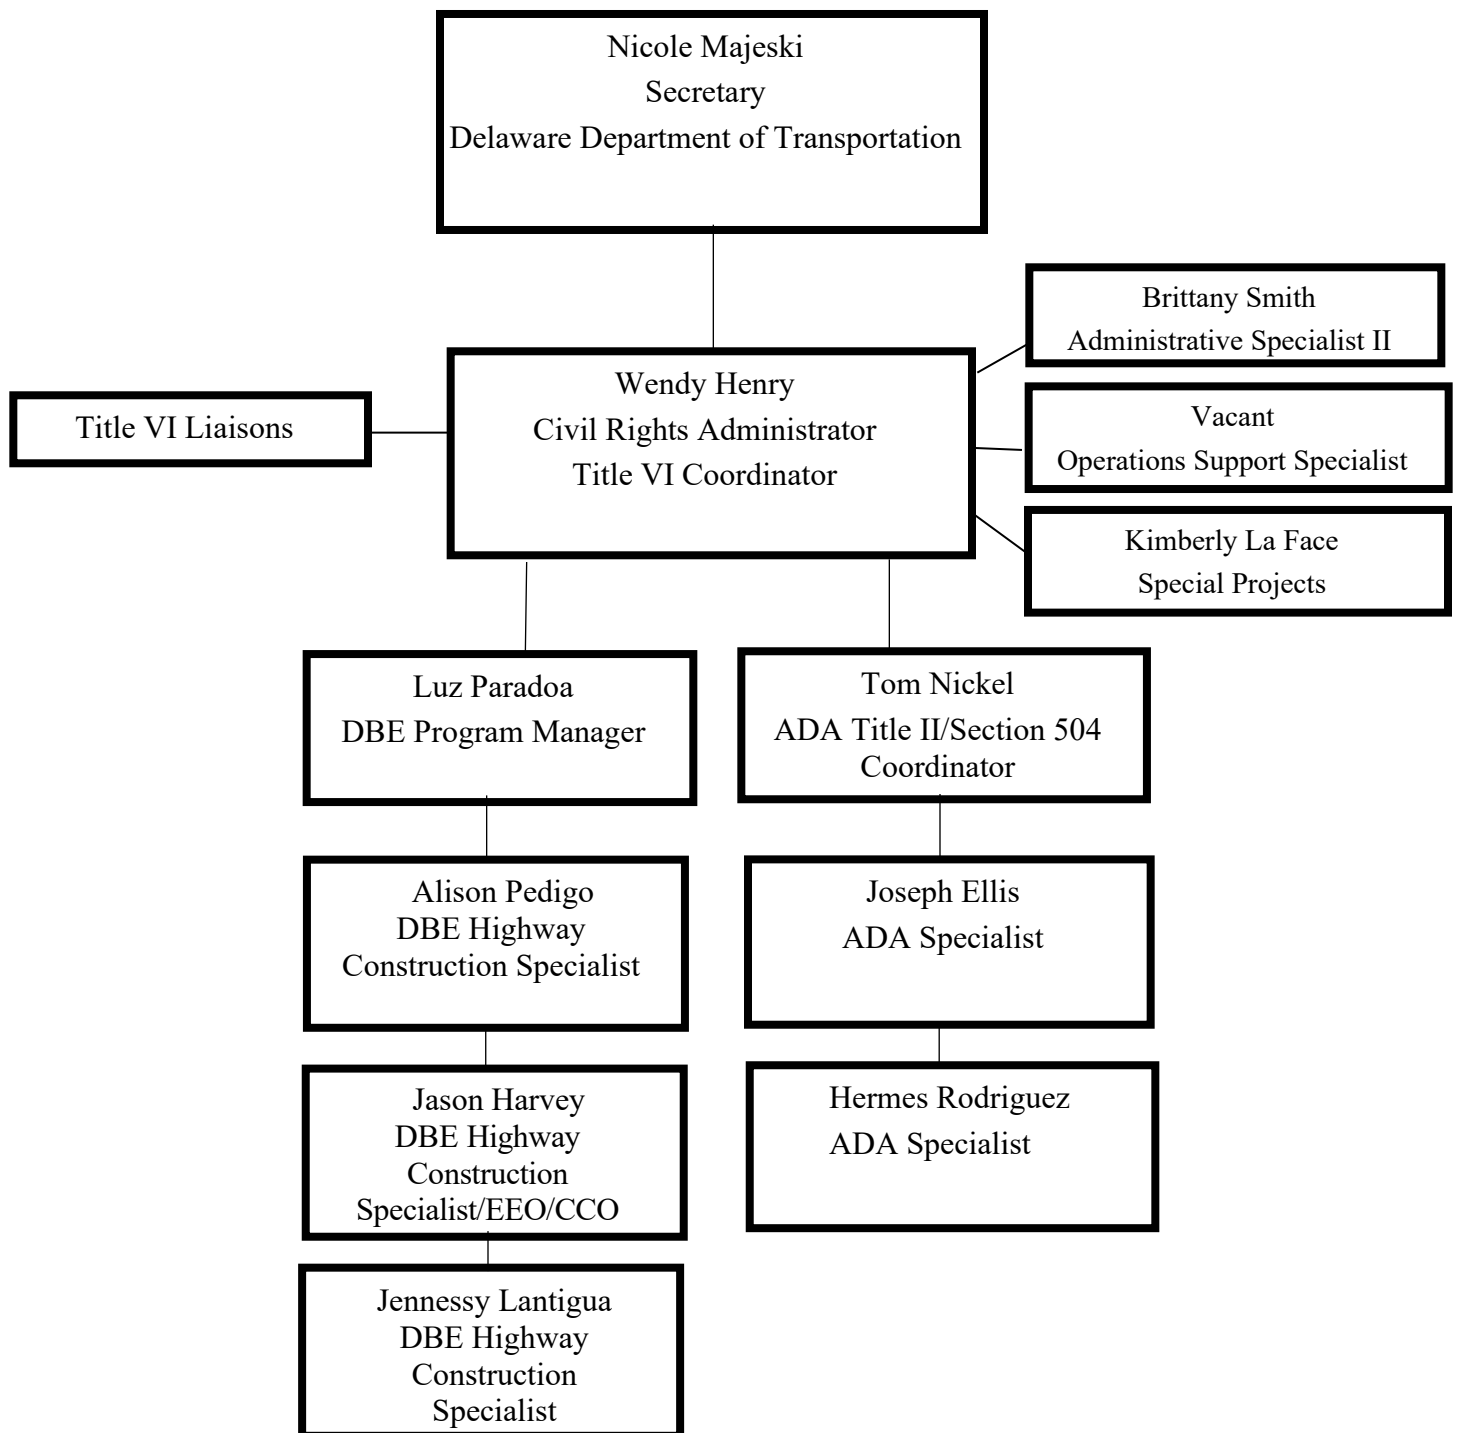 Nicole Majeski
Secretary
Delaware Department of Transportation
Brittany Smith
Administrative Specialist II
Wendy Henry
Civil Rights Administrator
Title VI Coordinator
Title VI Liaisons
Vacant
Operations Support Specialist
Kimberly La Face
Special Projects
Luz Paradoa
DBE Program Manager
Tom Nickel
ADA Title II/Section 504
Coordinator
Alison Pedigo
DBE Highway
Construction Specialist
Joseph Ellis
ADA Specialist
Jason Harvey
DBE Highway
Construction
Specialist/EEO/CCO
Hermes Rodriguez
ADA Specialist
Jennessy Lantigua
DBE Highway
Construction
Specialist